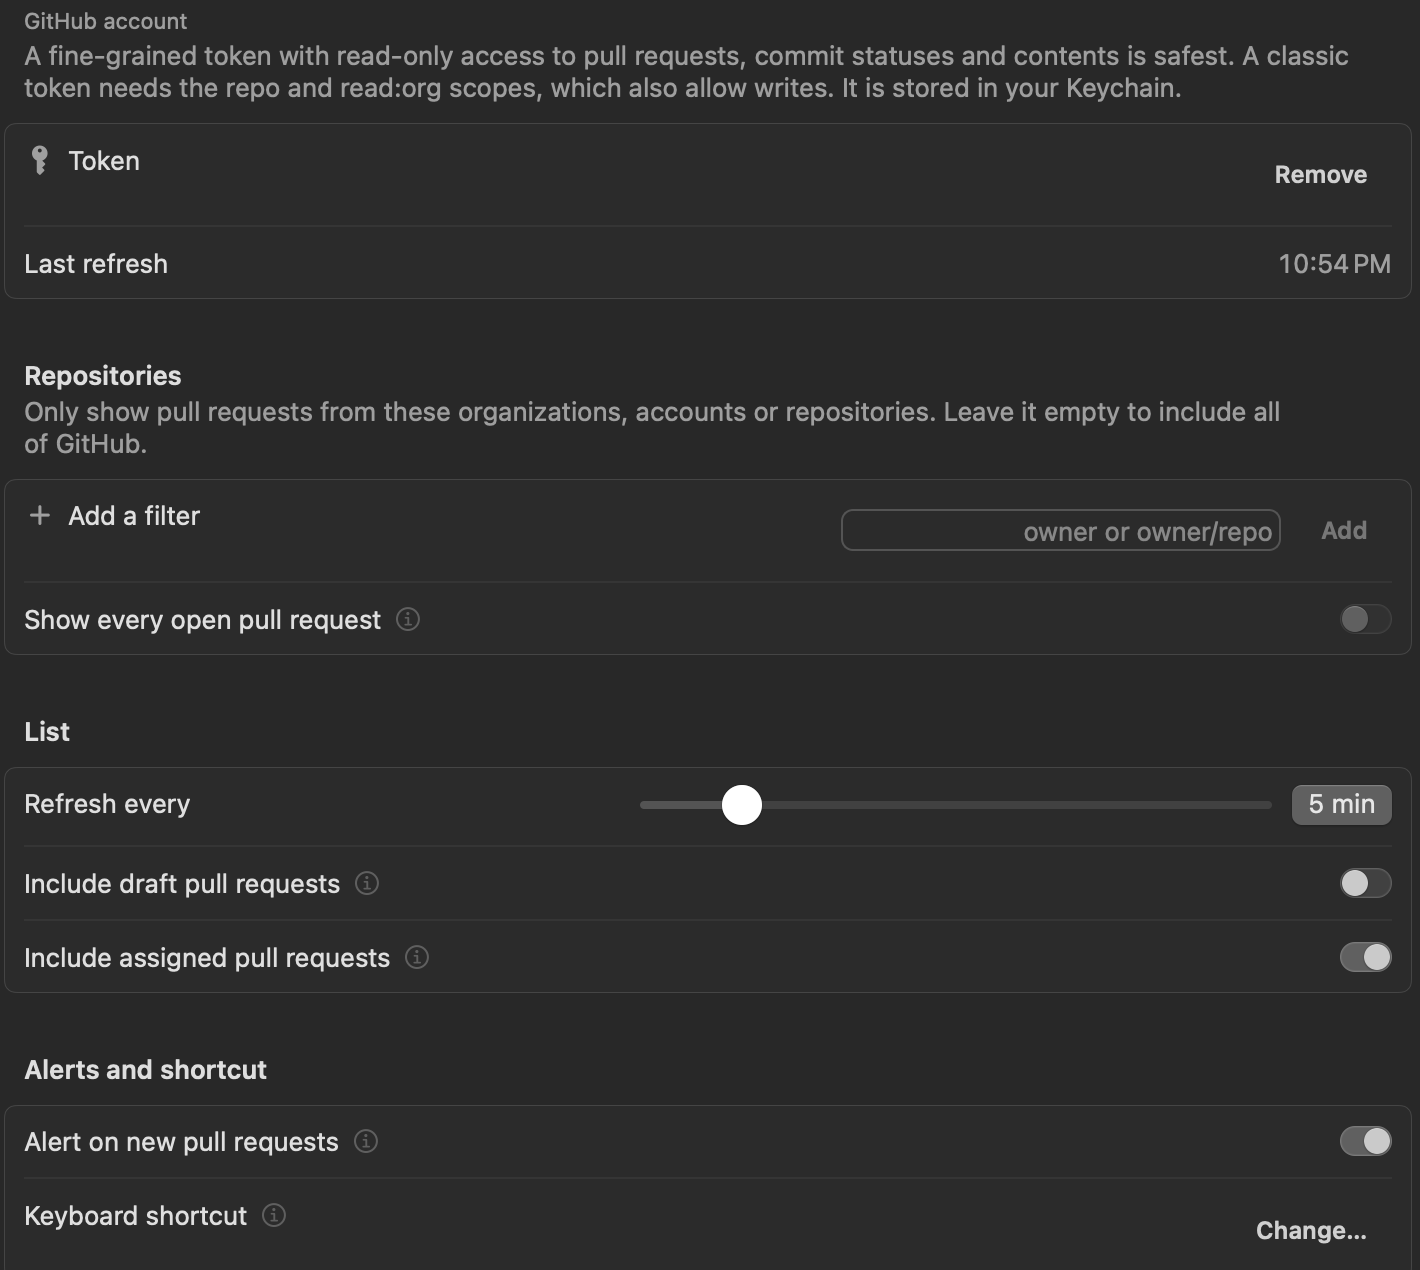 GitHub account
A fine-grained token with read-only access to pull requests, commit statuses and contents is safest. A classic
token needs the repo and read:org scopes, which also allow writes. It is stored in your Keychain.
Token
Remove
Last refresh
10:54 PM
Repositories
Only show pull requests from these organizations, accounts or repositories. Leave it empty to include all
of GitHub.
Add a filter
owner or owner/repo
Add
Show every open pull request
List
Refresh every
5 min
Include draft pull requests
Include assigned pull requests
Alerts and shortcut
Alert on new pull requests
Keyboard shortcut
Change...